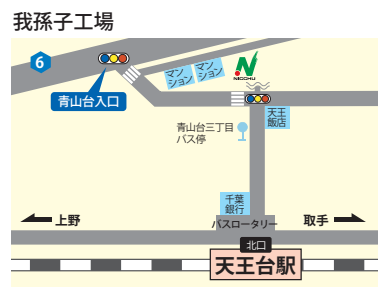 我孫子工場
6
マン
ション
マン
ション
NICCHU
青山台入口
天王
飯店
青山台三丁目
バス停
千葉
銀行
上野
バスロータリー
取手
北口
天王台駅